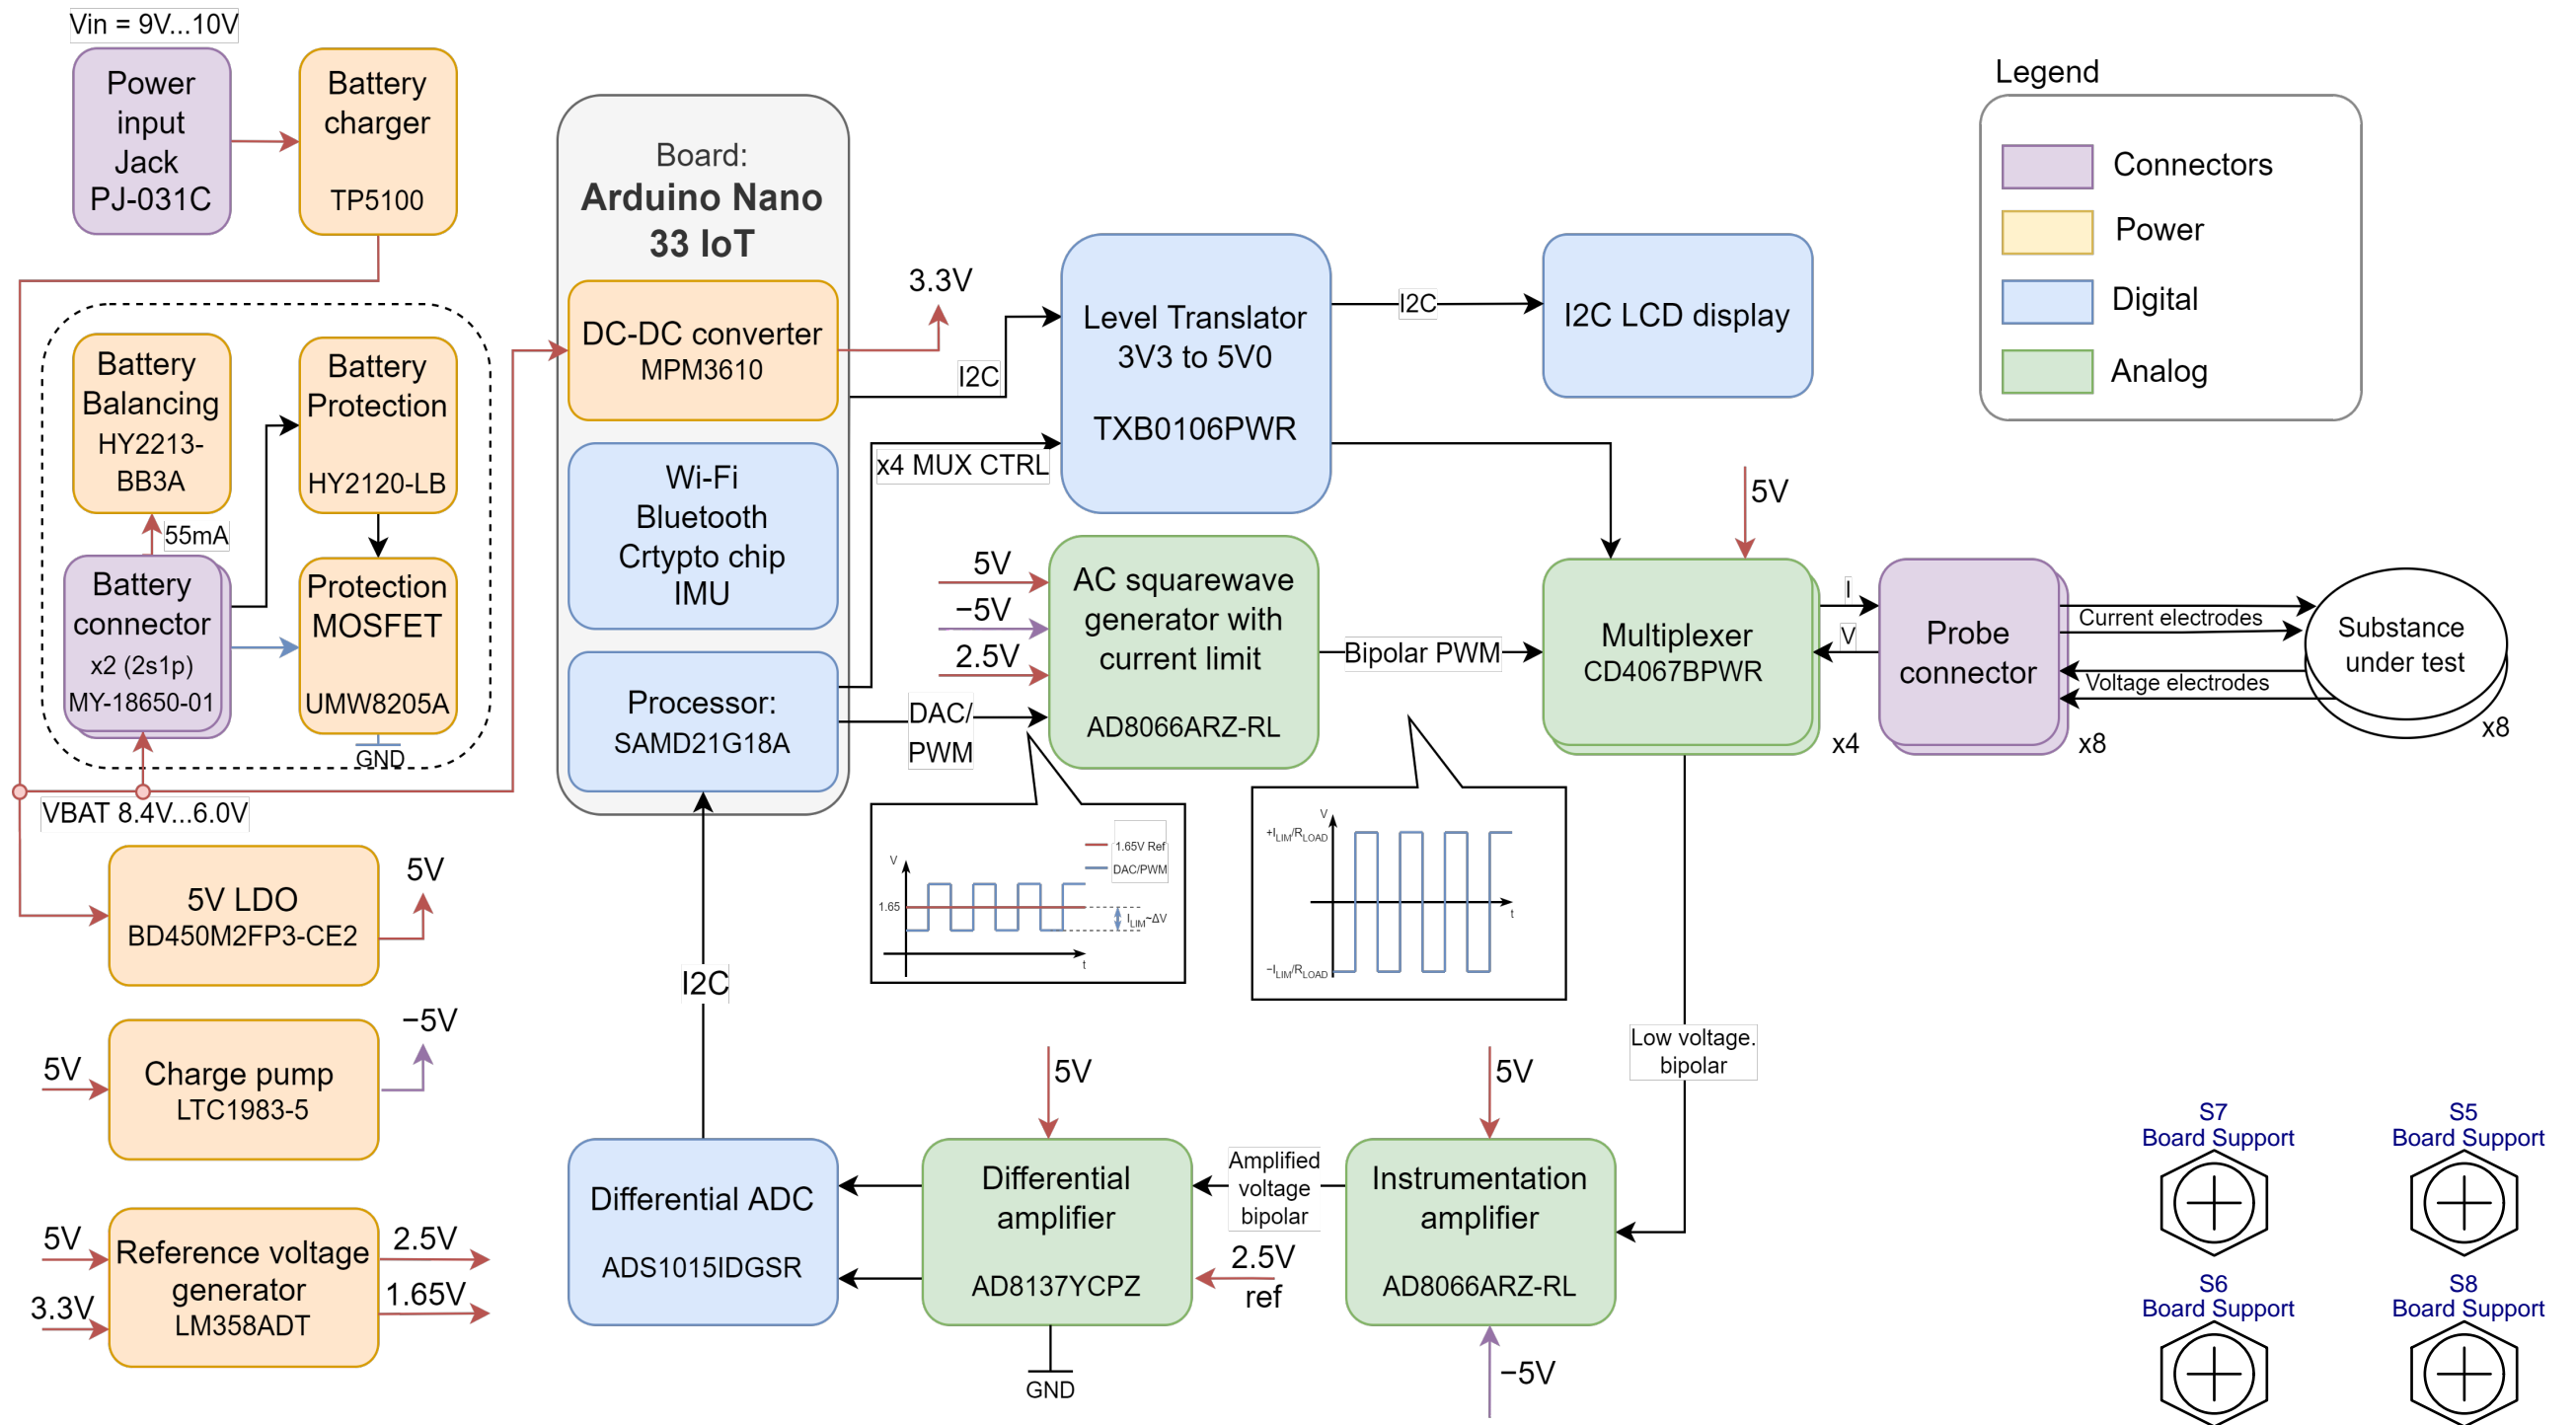 Vin = 9V...10V
Power
input
Jack
PJ-031C
Battery
charger
TP5100
Battery
Balancing
HY2213-
BB3A
Battery
Protection
HY2120-LB
55mA
Battery
connector
x2 (2s1p)
MY-18650-01
Protection
MOSFET
UMW8205A
GND
VBAT 8.4V...6.0V
5V LDO
BD450M2FP3-CE2
5V
Charge pump
LTC1983-5
5V
−5V
Reference voltage
generator
LM358ADT
5V
3.3V
2.5V
1.65V
Board:
Arduino Nano
33 IoT
DC-DC converter
MPM3610
3.3V
Wi-Fi
Bluetooth
Crtypto chip
IMU
Processor:
SAMD21G18A
I2C
x4 MUX CTRL
DAC/
PWM
I2C
Level Translator
3V3 to 5V0
TXB0106PWR
I2C
I2C LCD display
5V
−5V
2.5V
AC squarewave
generator with
current limit
AD8066ARZ-RL
Bipolar PWM
5V
Multiplexer
CD4067BPWR
x4
I
V
Probe
connector
x8
Current electrodes
Voltage electrodes
Substance
under test
x8
V
1.65V Ref
DAC/PWM
1.65
ILIM~ΔV
t
V
+ILIM/RLOAD
−ILIM/RLOAD
t
Low voltage.
bipolar
Differential ADC
ADS1015IDGSR
5V
Differential
amplifier
AD8137YCPZ
GND
Amplified
voltage
bipolar
2.5V
ref
5V
Instrumentation
amplifier
AD8066ARZ-RL
−5V
Legend
Connectors
Power
Digital
Analog
S7
Board Support
S5
Board Support
S6
Board Support
S8
Board Support